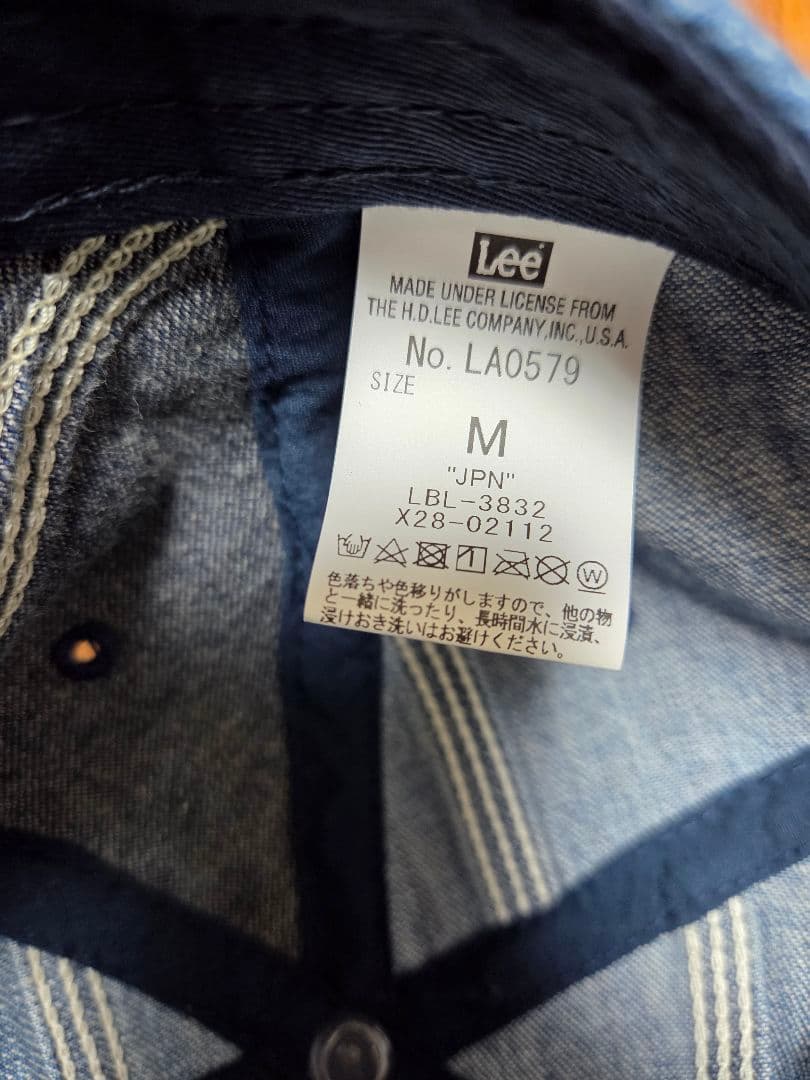 Lee
MADE UNDER LICENSE FROM
THE H.D.LEE COMPANY,INC.,U.S.A.
No. LA0579
SIZE
M
"JPN"
LBL-3832
X28-02112
W
色落ちや色移りがしますので、他の物
と一緒に洗ったり、長時間水に浸漬、
浸けおき洗いはお避けください。